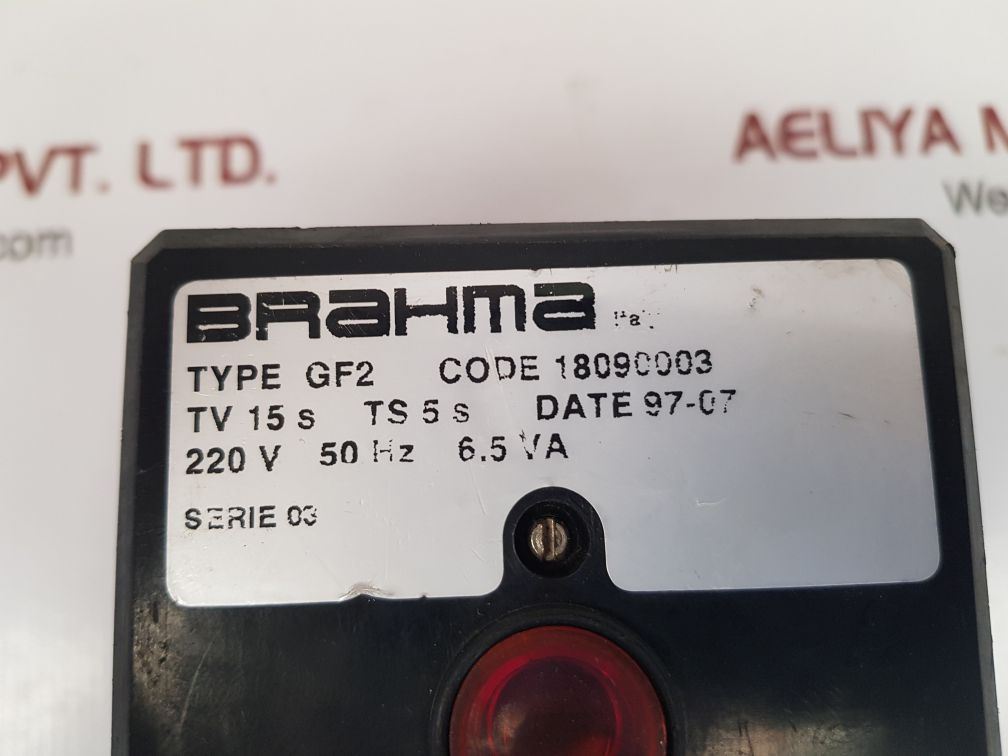 PVT. LTD.
AELIYA M
com
We
BRAHMA
TYPE GF2 CODE 18090003
TV 15 s TS 5 s DATE 97-07
220 V 50 Hz 6.5 VA
SERIE 03